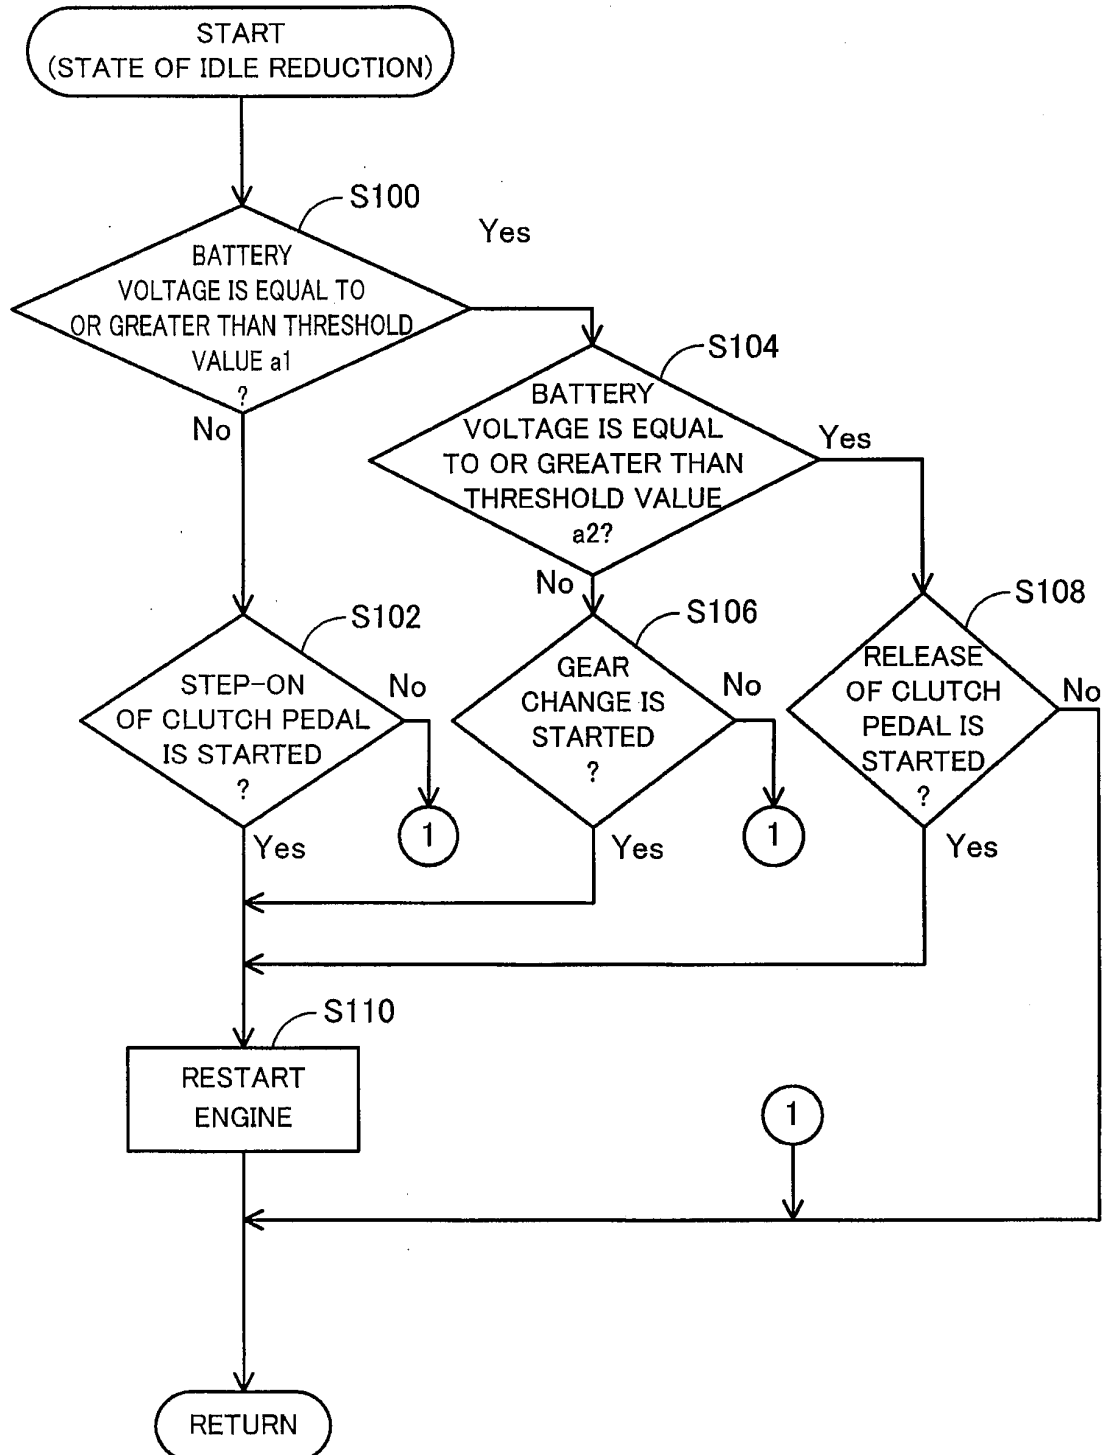 START
(STATE OF IDLE REDUCTION)
S100
Yes
BATTERY
VOLTAGE IS EQUAL TO
OR GREATER THAN THRESHOLD
VALUE a1
?
No
S104
BATTERY
VOLTAGE IS EQUAL
TO OR GREATER THAN
THRESHOLD VALUE
a2?
Yes
No
S102
STEP-ON
OF CLUTCH PEDAL
IS STARTED
?
No
1
Yes
S106
GEAR
CHANGE IS
STARTED
?
No
1
Yes
S108
RELEASE
OF CLUTCH
PEDAL IS
STARTED
?
No
Yes
S110
RESTART
ENGINE
1
RETURN